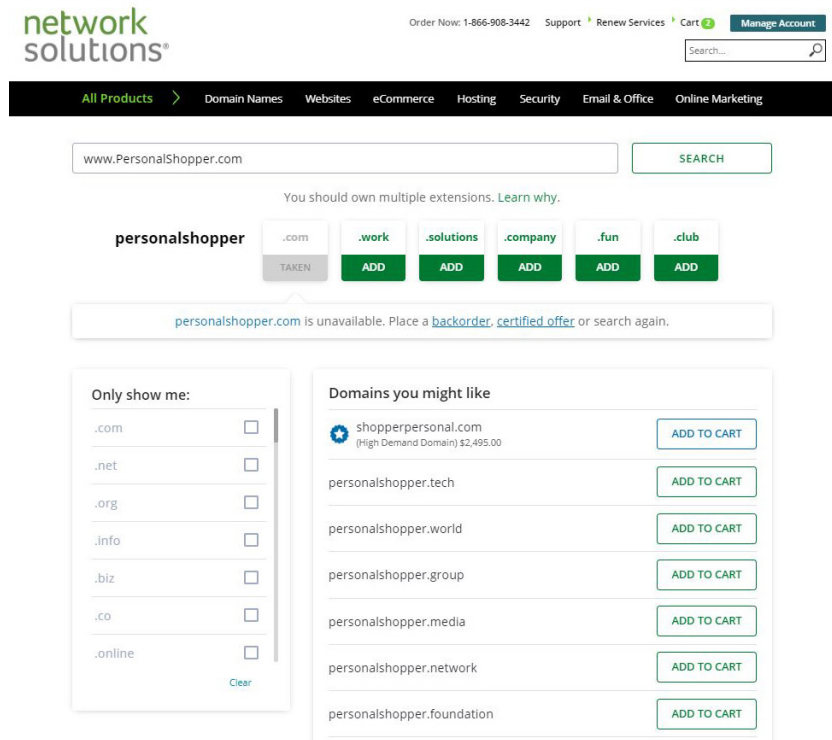 network
solutions®
Order Now: 1-866-908-3442 Support Renew Services Cart 2 Manage Account
Search...
All Products Domain Names Websites eCommerce Hosting Security Email & Office Online Marketing
www.PersonalShopper.com SEARCH
You should own multiple extensions. Learn why.
personalshopper .com .work .solutions .company .fun .club
TAKEN ADD ADD ADD ADD ADD
personalshopper.com is unavailable. Place a backorder, certified offer or search again.
Only show me:
.com
.net
.org
.info
.biz
.co
.online
Clear
Domains you might like
shopperpersonal.com
(High Demand Domain) $2,495.00 ADD TO CART
personalshopper.tech ADD TO CART
personalshopper.world ADD TO CART
personalshopper.group ADD TO CART
personalshopper.media ADD TO CART
personalshopper.network ADD TO CART
personalshopper.foundation ADD TO CART